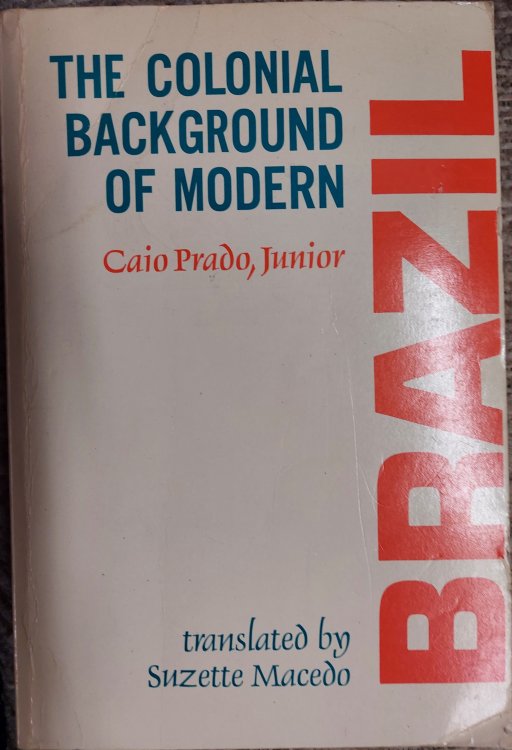 THE COLONIAL
BACKGROUND
OF MODERN
BRAZIL
Caio Prado, Junior
translated by
Suzette Macedo